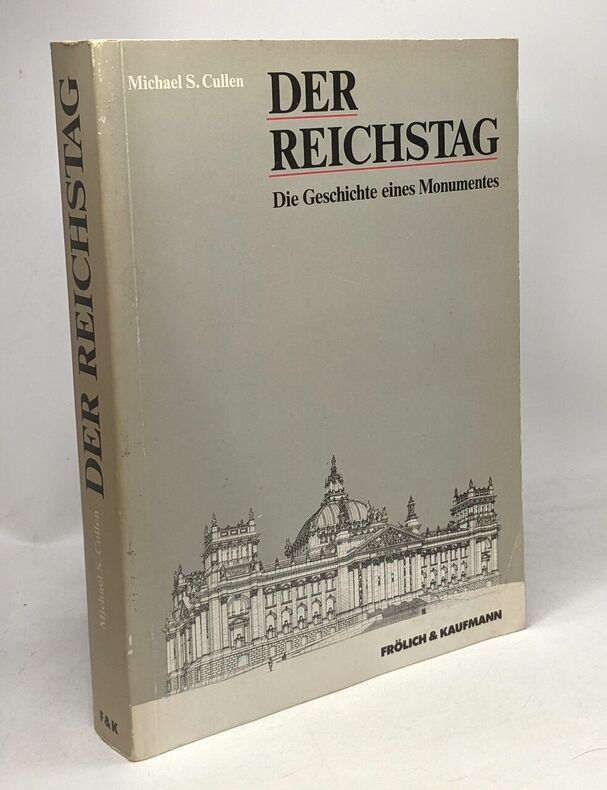 Michael S. Cullen
DER
REICHSTAG
Die Geschichte eines Monumentes
FRÖLICH & KAUFMANN
DER REICHSTAG
Michael S. Cullen
F&K